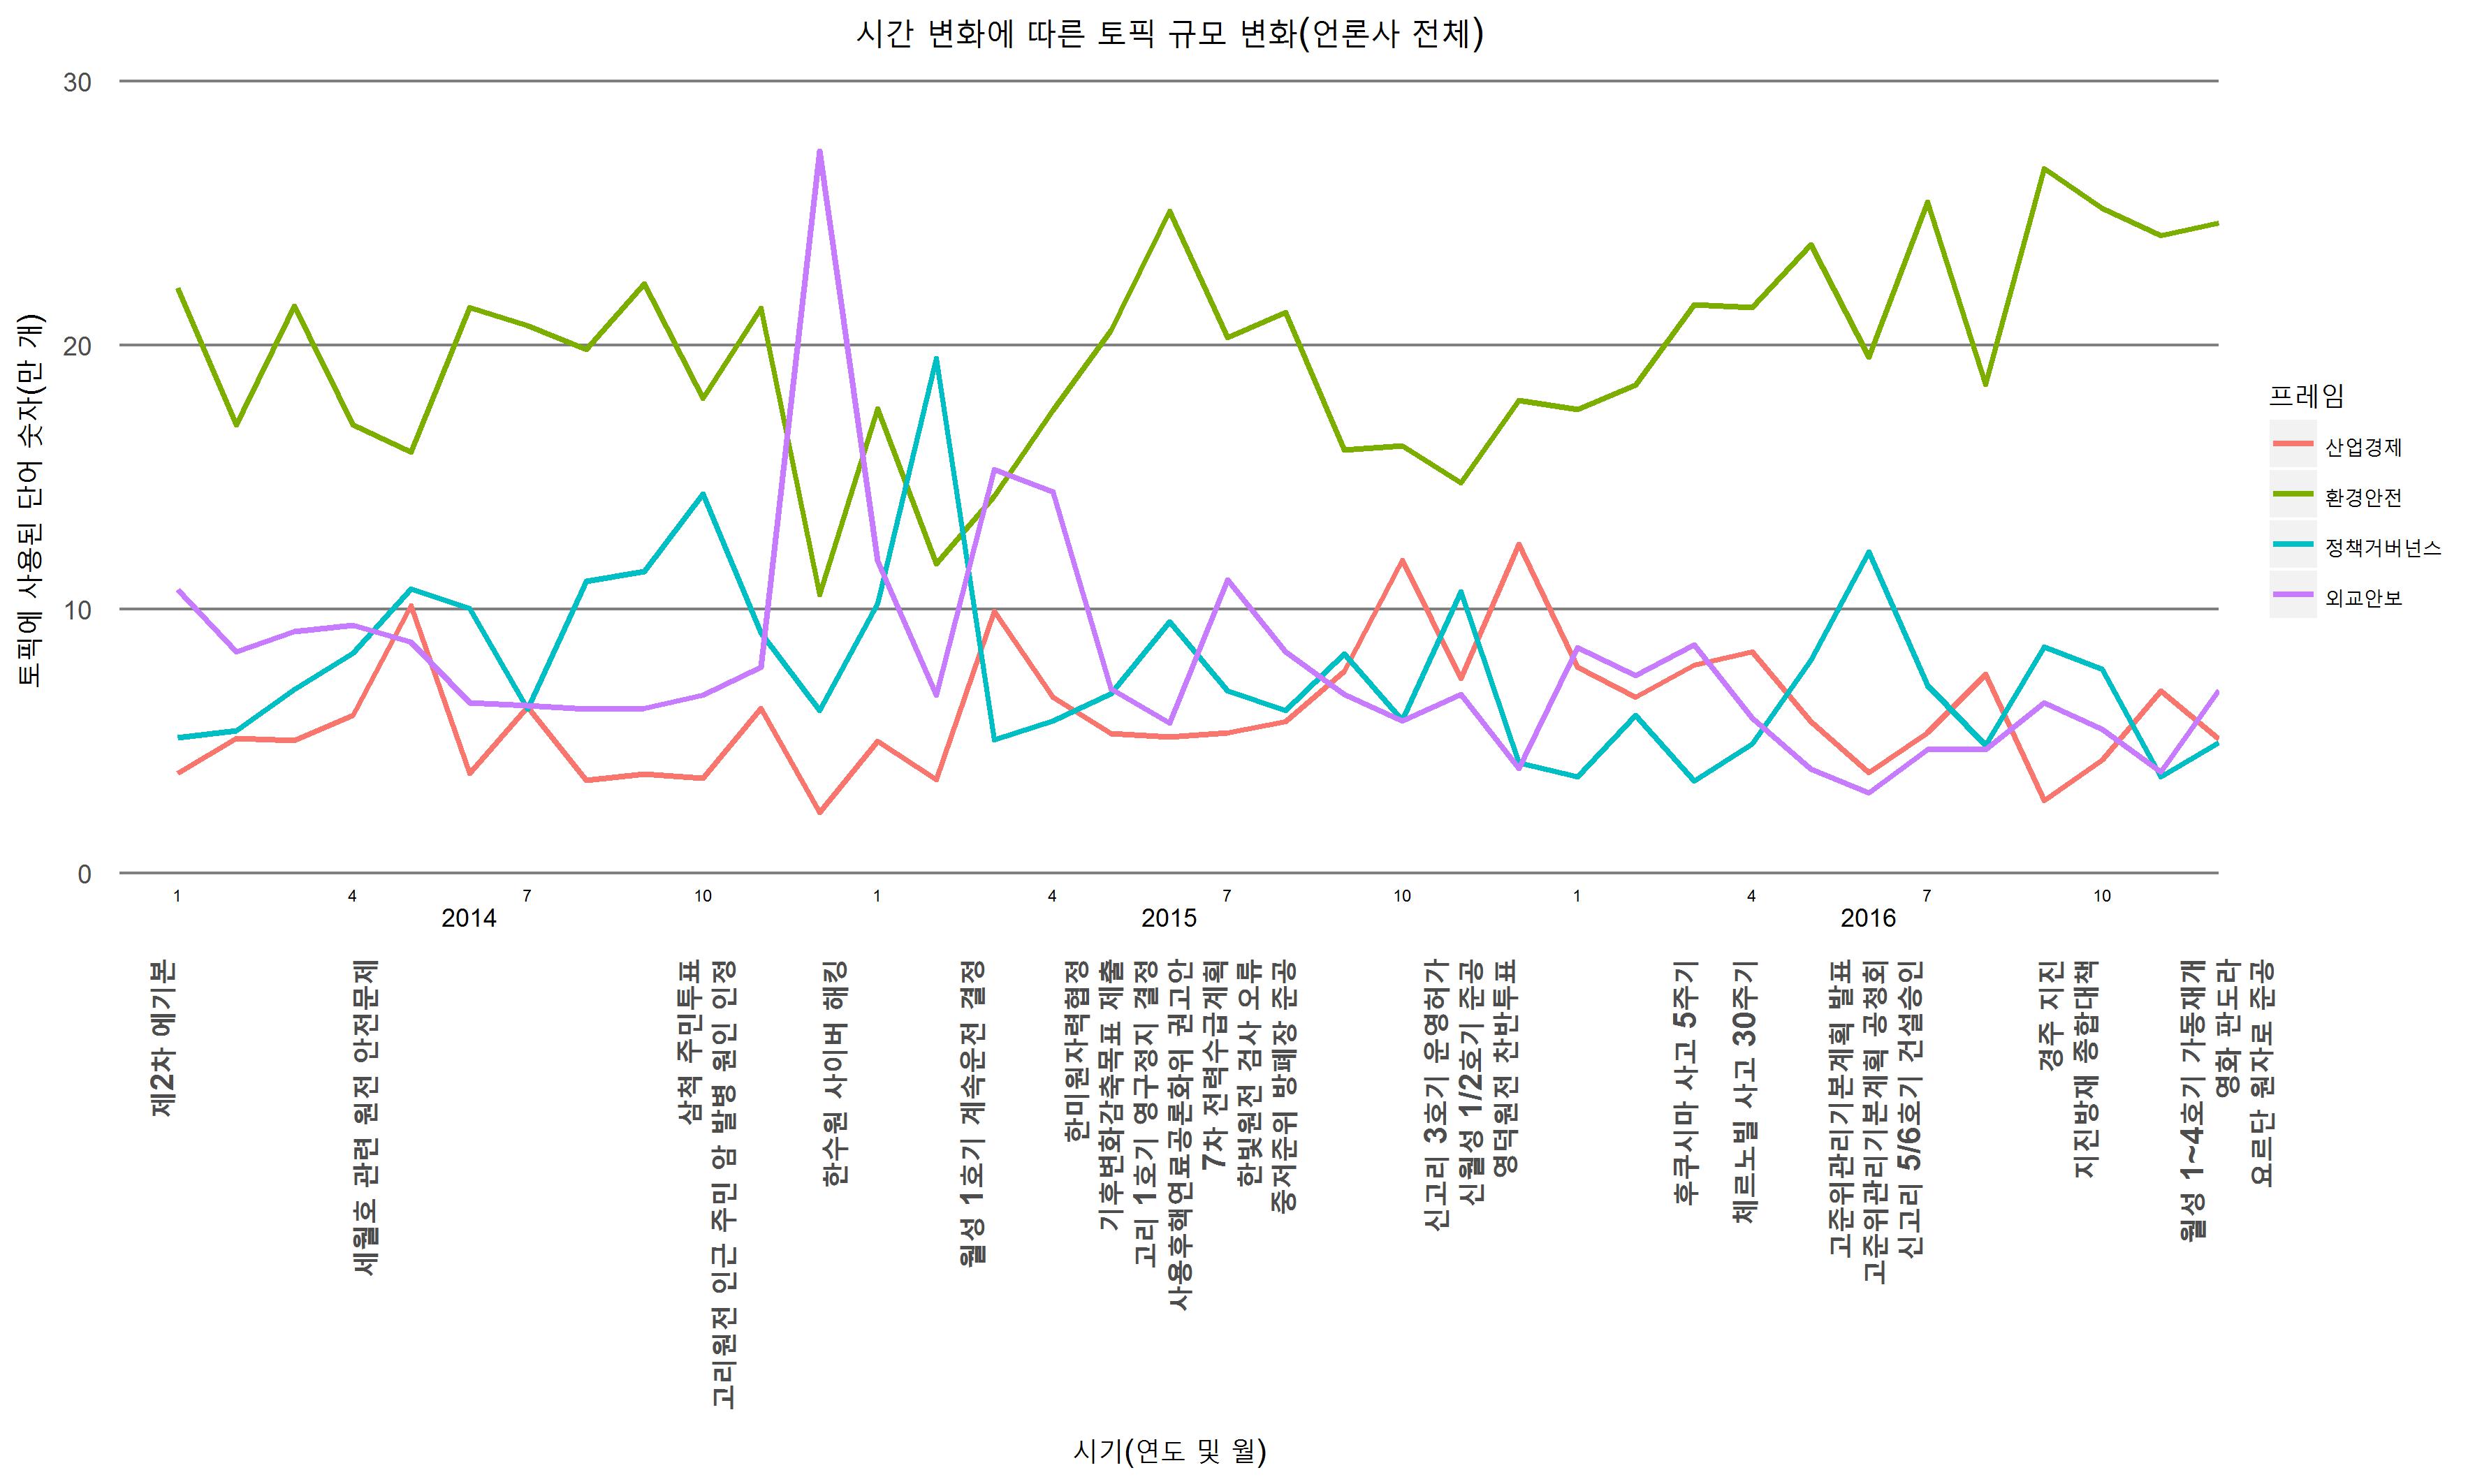 시간 변화에 따른 토픽 규모 변화(언론사 전체)
토픽에 사용된 단어 숫자(만 개)
30
20
10
0
1
4
7
10
1
4
7
10
1
4
7
10
2014
2015
2016
프레임
산업경제
환경안전
정책거버넌스
외교안보
제2차 에기본
세월호 관련 원전 안전문제
삼척 주민투표
고리원전 인근 주민 암 발병 원인 인정
한수원 사이버 해킹
월성 1호기 계속운전 결정
한미원자력협정
기후변화감축목표 제출
고리 1호기 영구정지 결정
사용후핵연료공론화위 권고안
7차 전력수급계획
한빛원전 검사 오류
중저준위 방폐장 준공
신고리 3호기 운영허가
신월성 1/2호기 준공
영덕원전 찬반투표
후쿠시마 사고 5주기
체르노빌 사고 30주기
고준위관리기본계획 발표
고준위관리기본계획 공청회
신고리 5/6호기 건설승인
경주 지진
지진방재 종합대책
월성 1~4호기 가동재개
영화 판도라
요르단 원자로 준공
시기(연도 및 월)